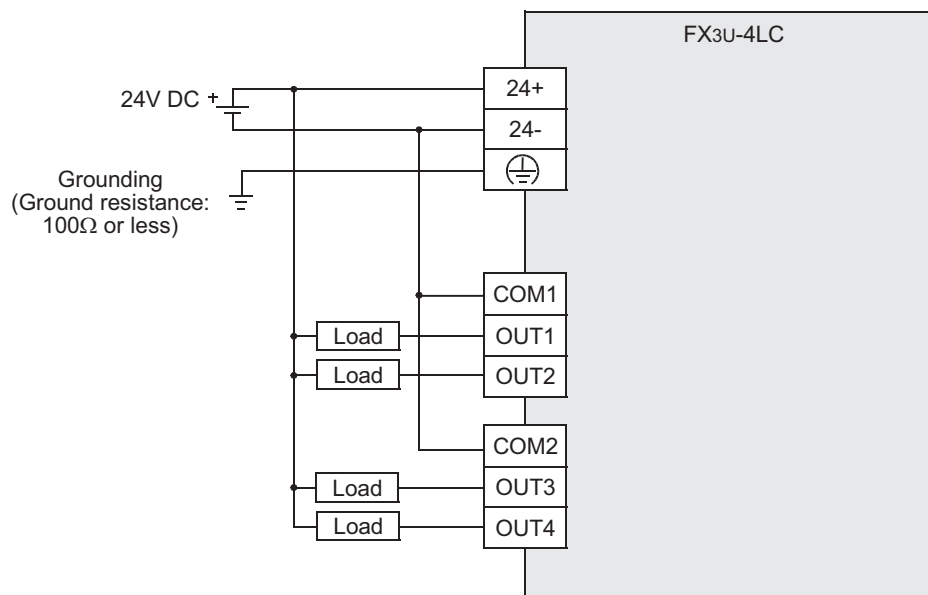 FX3U-4LC
24V DC +
24+
24-
Grounding
(Ground resistance:
100Ω or less)
COM1
Load
OUT1
Load
OUT2
COM2
Load
OUT3
Load
OUT4